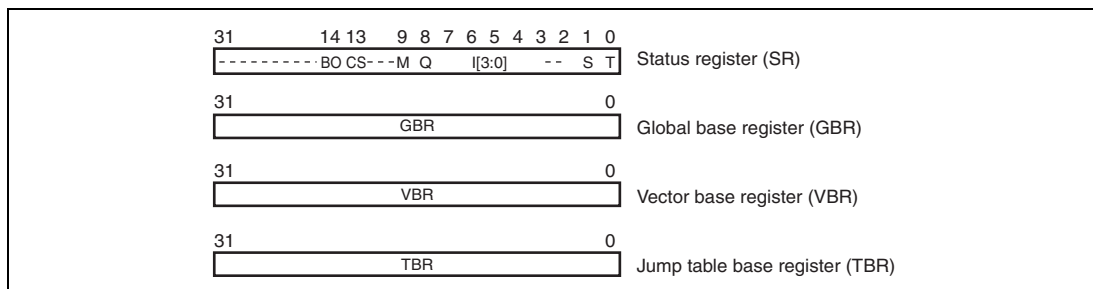 31 14 13 9 8 7 6 5 4 3 2 1 0
---------- BO CS---M Q I[3:0] -- S T Status register (SR)
31 0
GBR Global base register (GBR)
31 0
VBR Vector base register (VBR)
31 0
TBR Jump table base register (TBR)